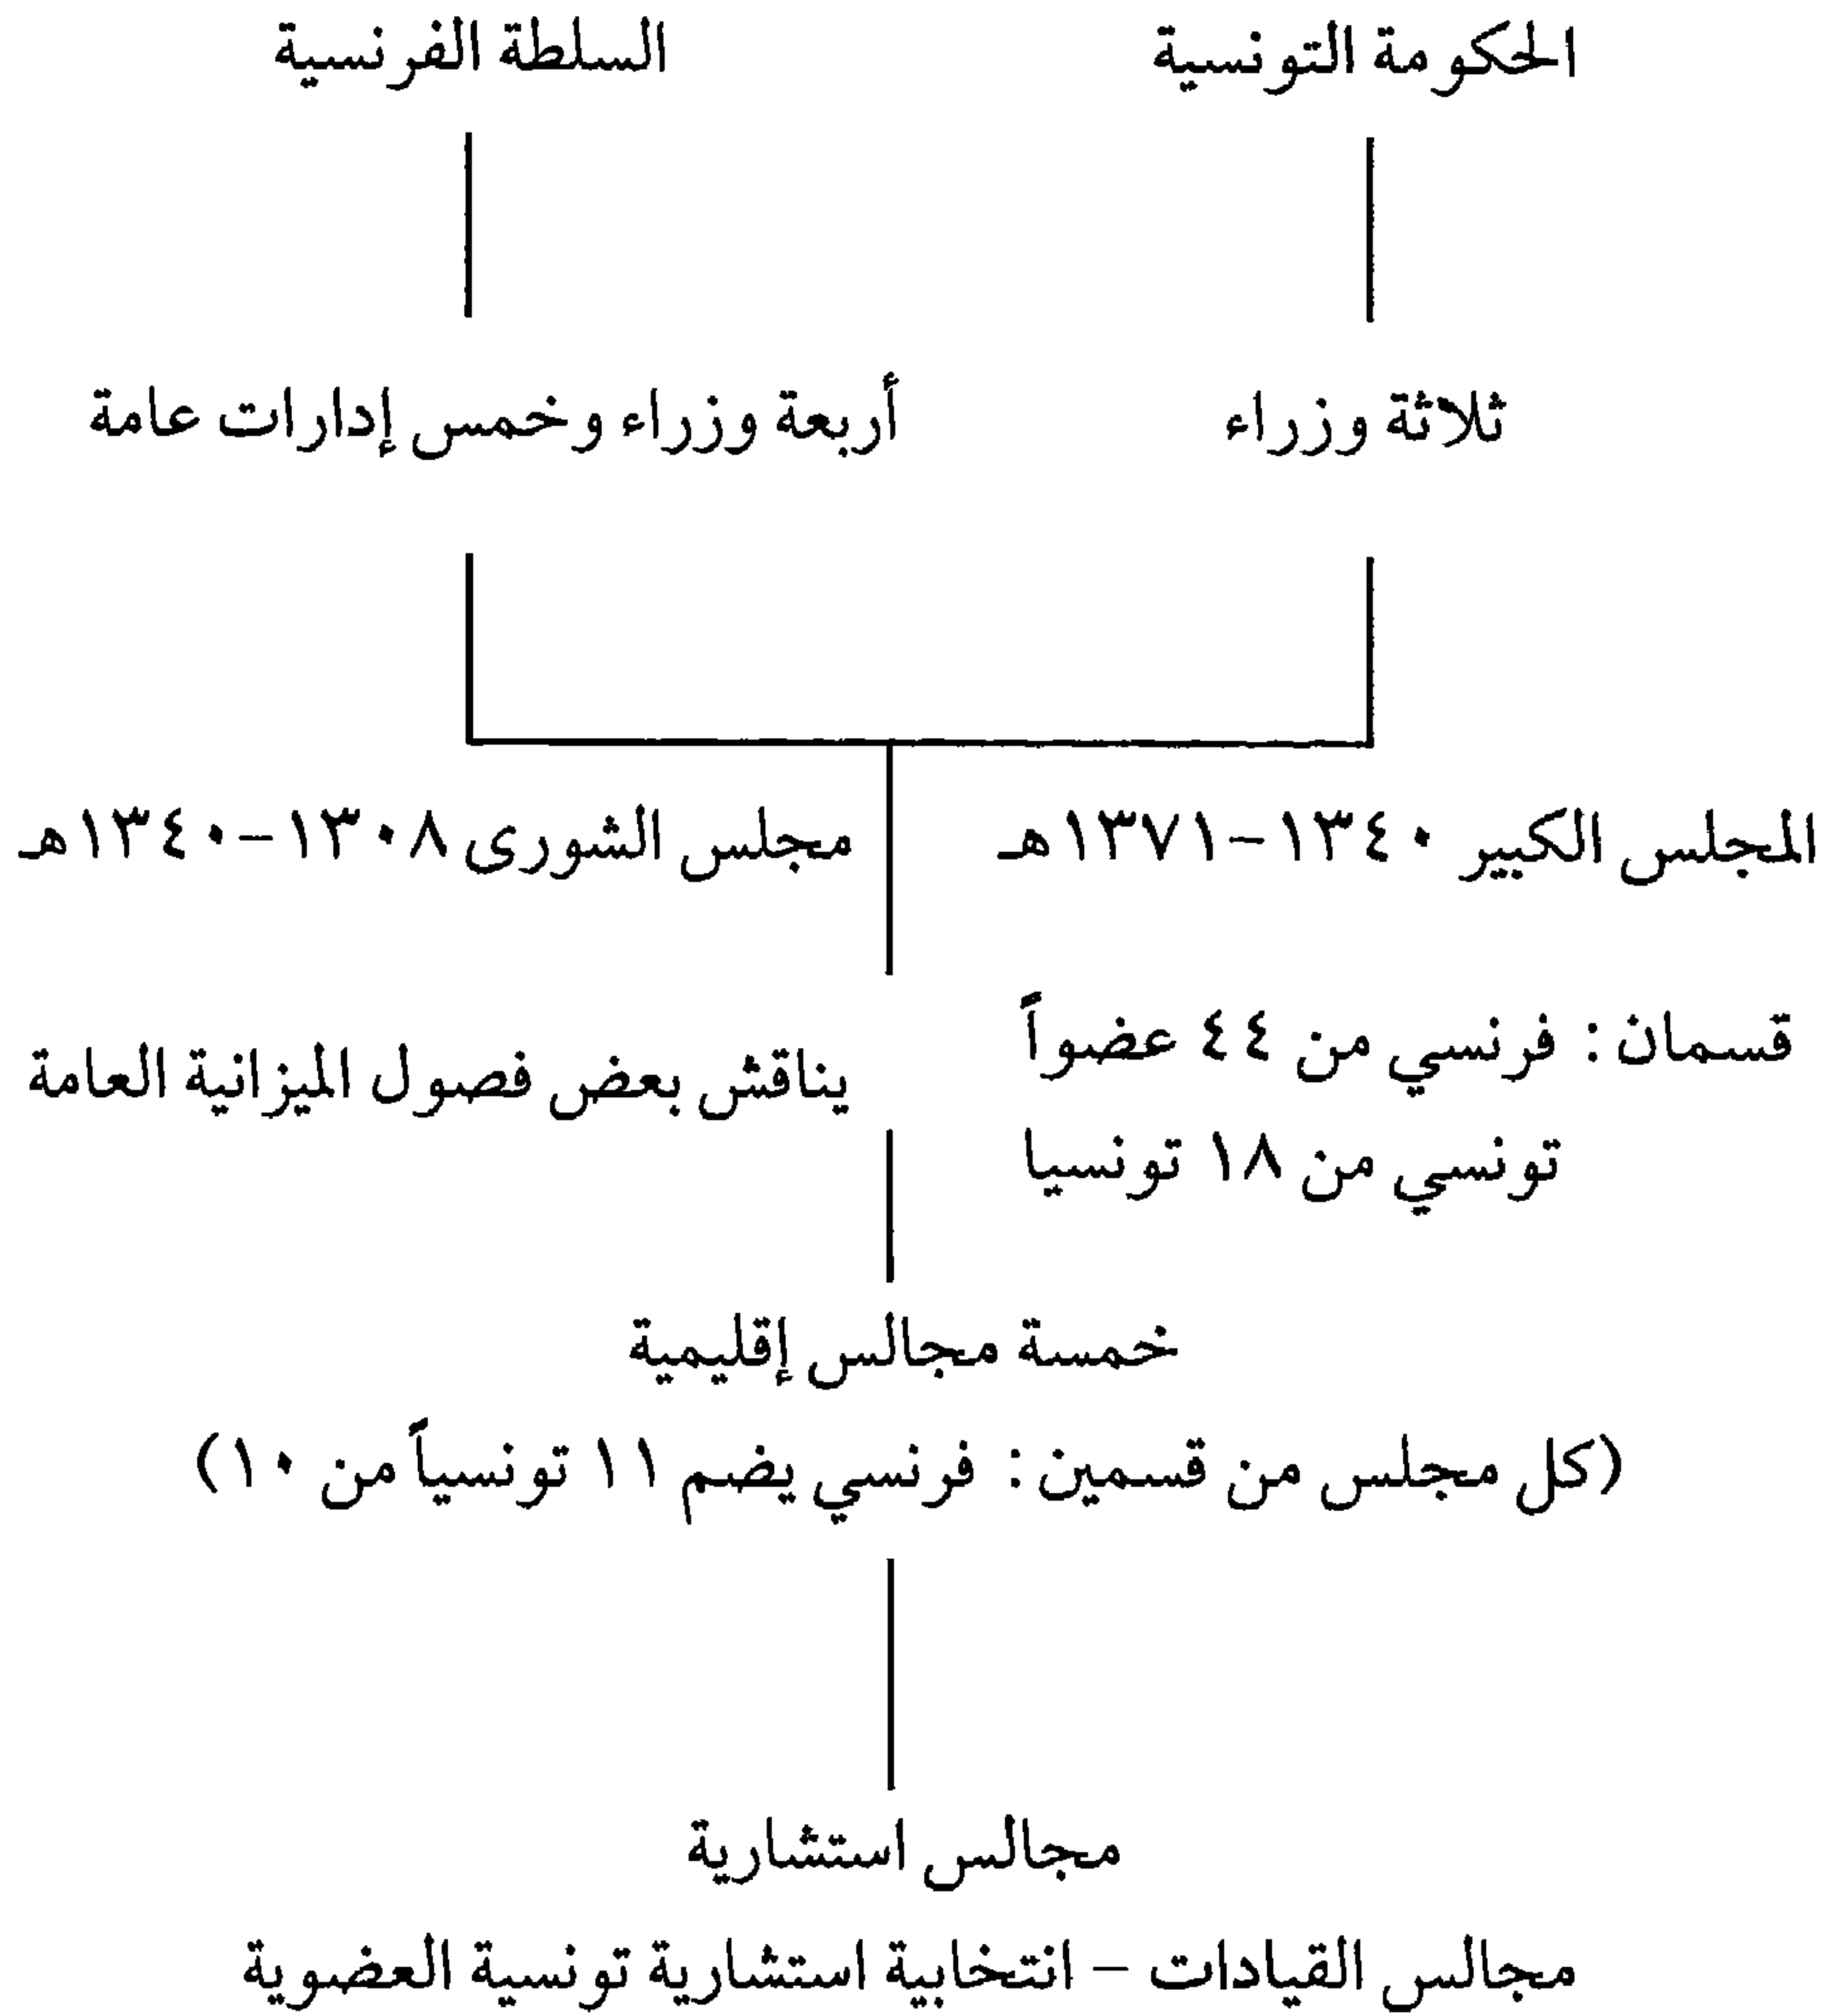 الحكومة التونسية
السلطة الفرنسية
ثلاثة وزراء
أربعة وزراء وخمس إدارات عامة
المجلس الكبير ١٣٤٠-١٣٧١هـ
مجلس الشورى ١٣٠٨-١٣٤٠هـ
قسمان: فرنسي من ٤٤ عضواً
تونسي من ١٨ تونسيا
يناقش بعض فصول الميزانية العامة
خمسة مجالس إقليمية
(كل مجلس من قسمين: فرنسي يضم ١١ تونسياً من ١٠)
مجالس استشارية
مجالس القيادات - انتخابية استشارية تونسية العضوية